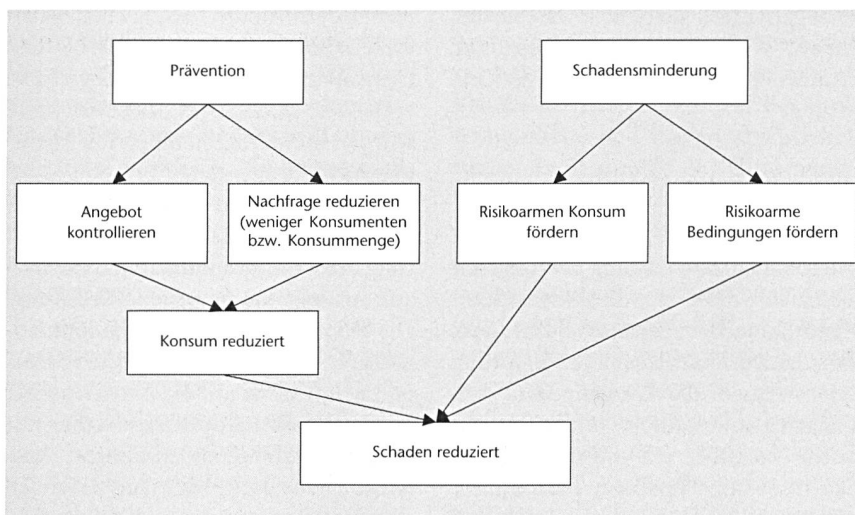 Prävention
Schadensminderung
Angebot
kontrollieren
Nachfrage reduzieren
(weniger Konsumenten
bzw. Konsummenge)
Risikoarmen Konsum
fördern
Risikoarme
Bedingungen fördern
Konsum reduziert
Schaden reduziert